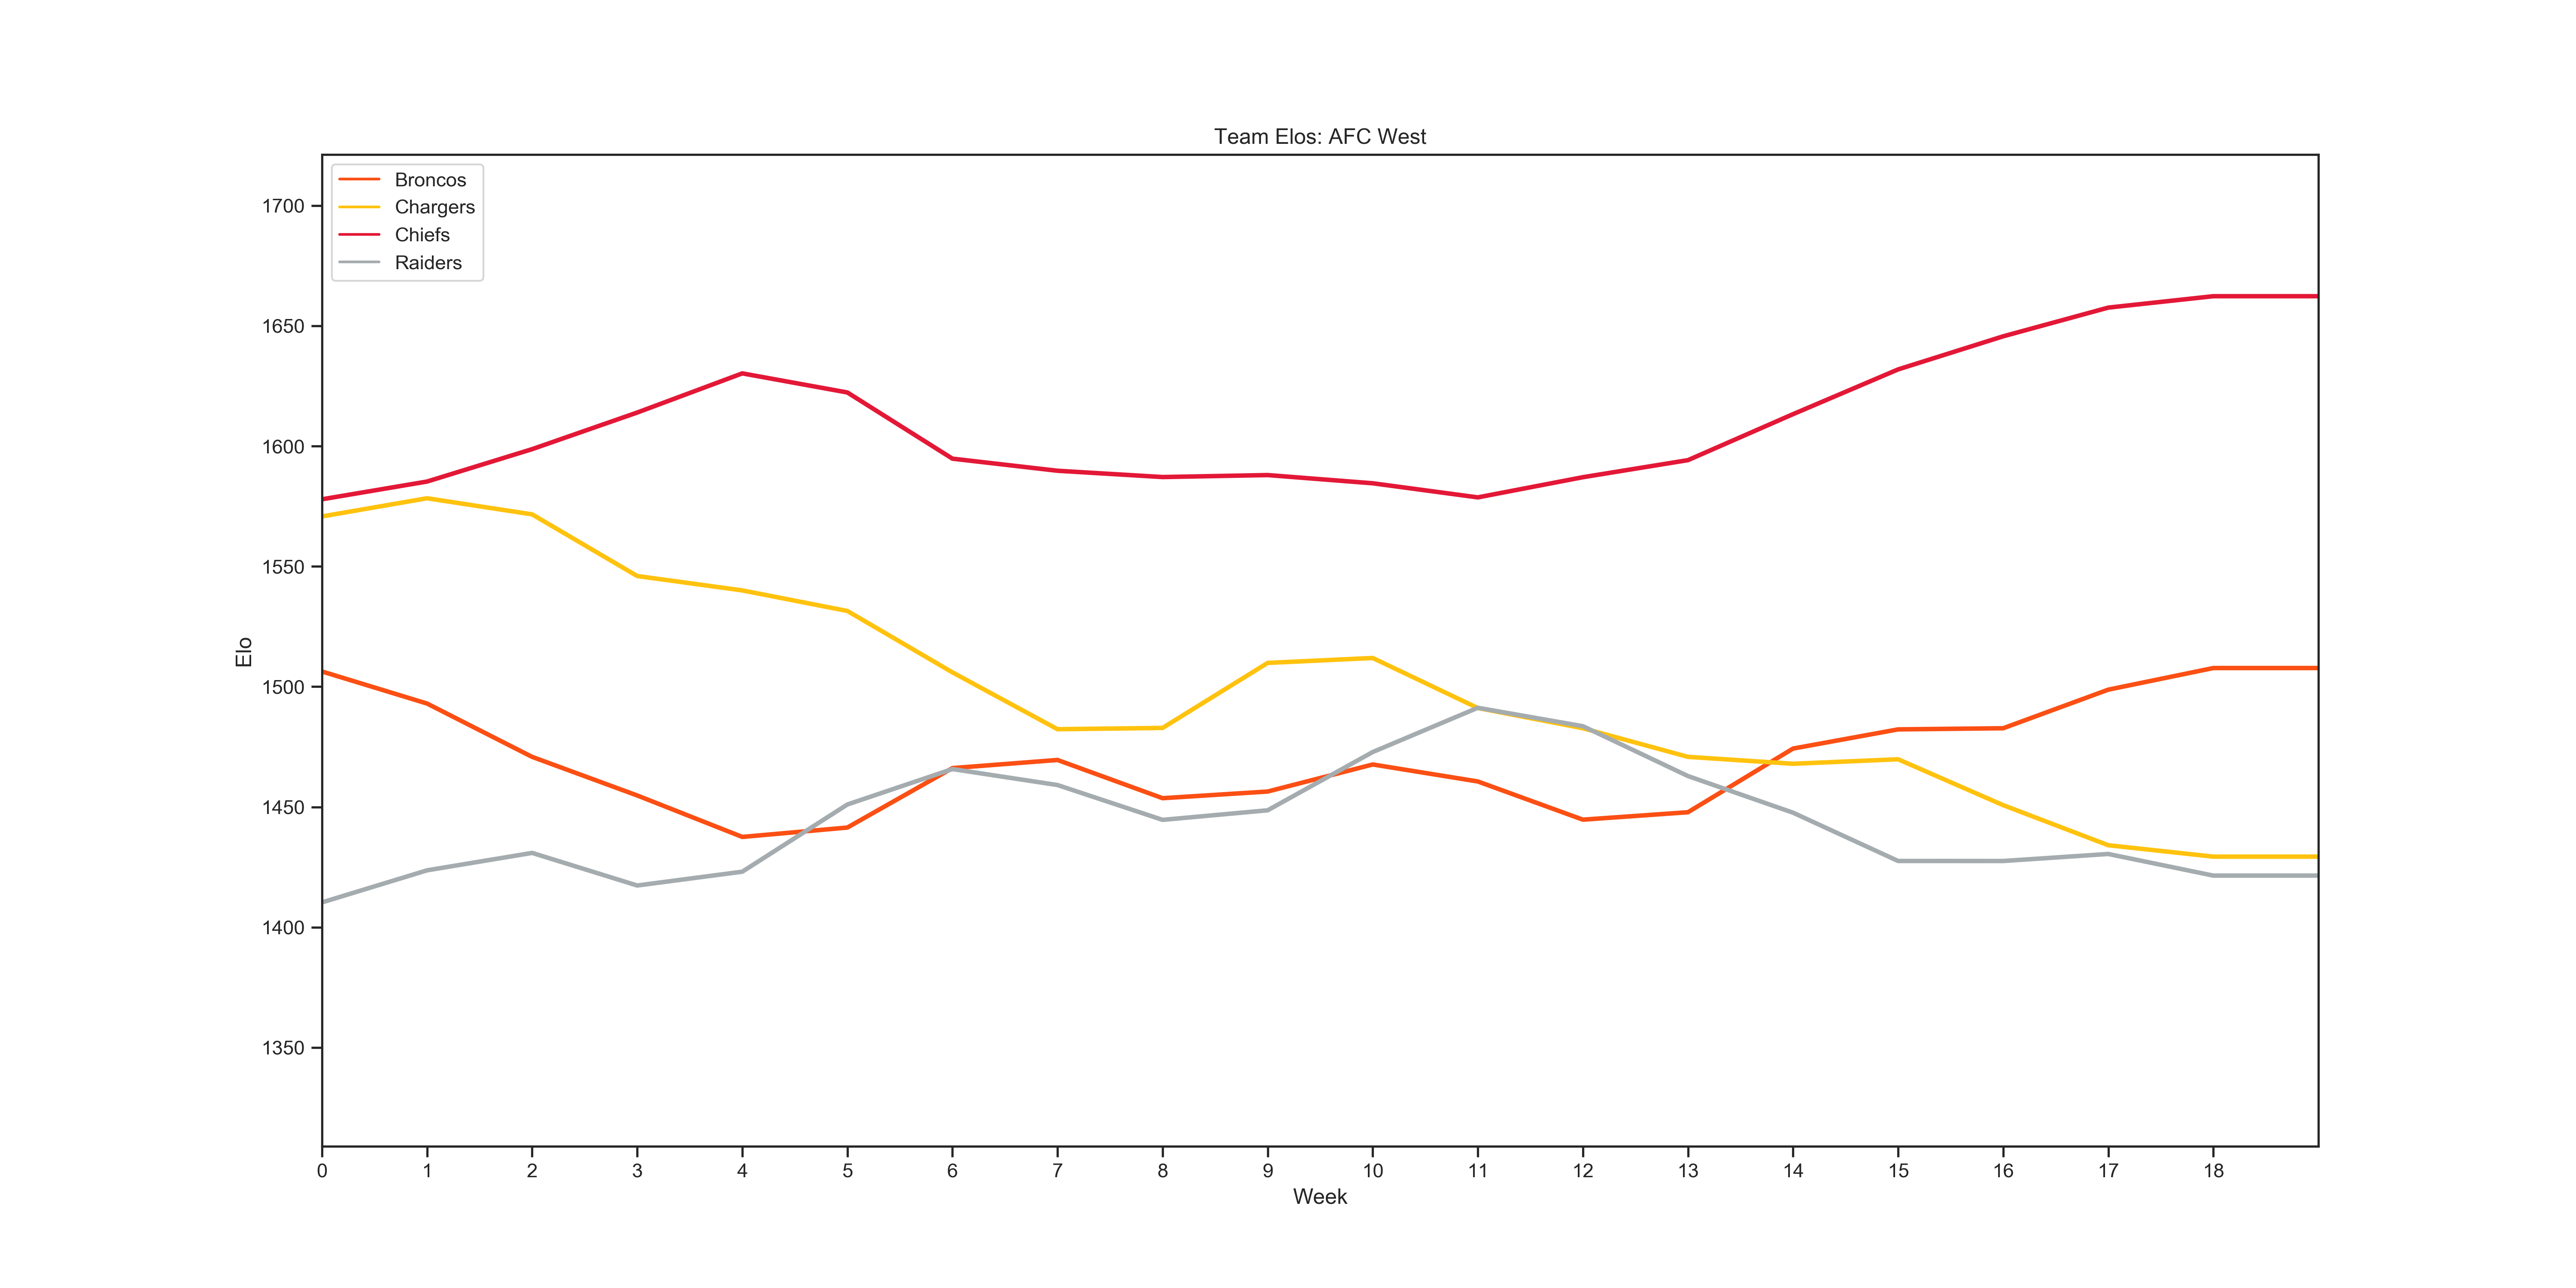 Team Elos: AFC West
Broncos
Chargers
Chiefs
Raiders
1700
1650
1600
1550
1500
1450
1400
1350
Elo
0 1 2 3 4 5 6 7 8 9 10 11 12 13 14 15 16 17 18
Week